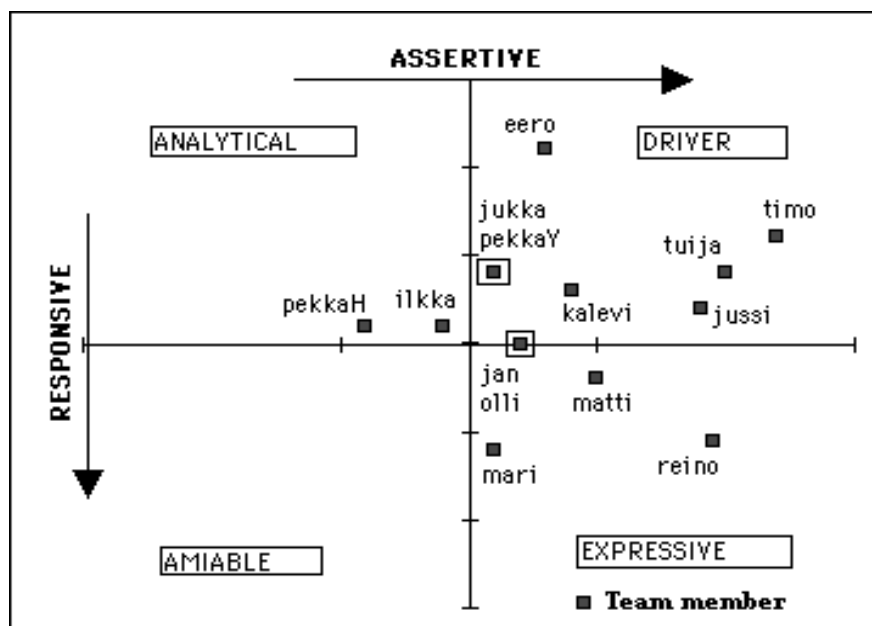 ASSERTIVE
ANALYTICAL
eero
DRIVER
jukka
pekkaY
timo
tuija
RESPONSIVE
pekkaH
ilkka
kalevi
jussi
jan
olli
matti
mari
reino
AMIABLE
EXPRESSIVE
Team member